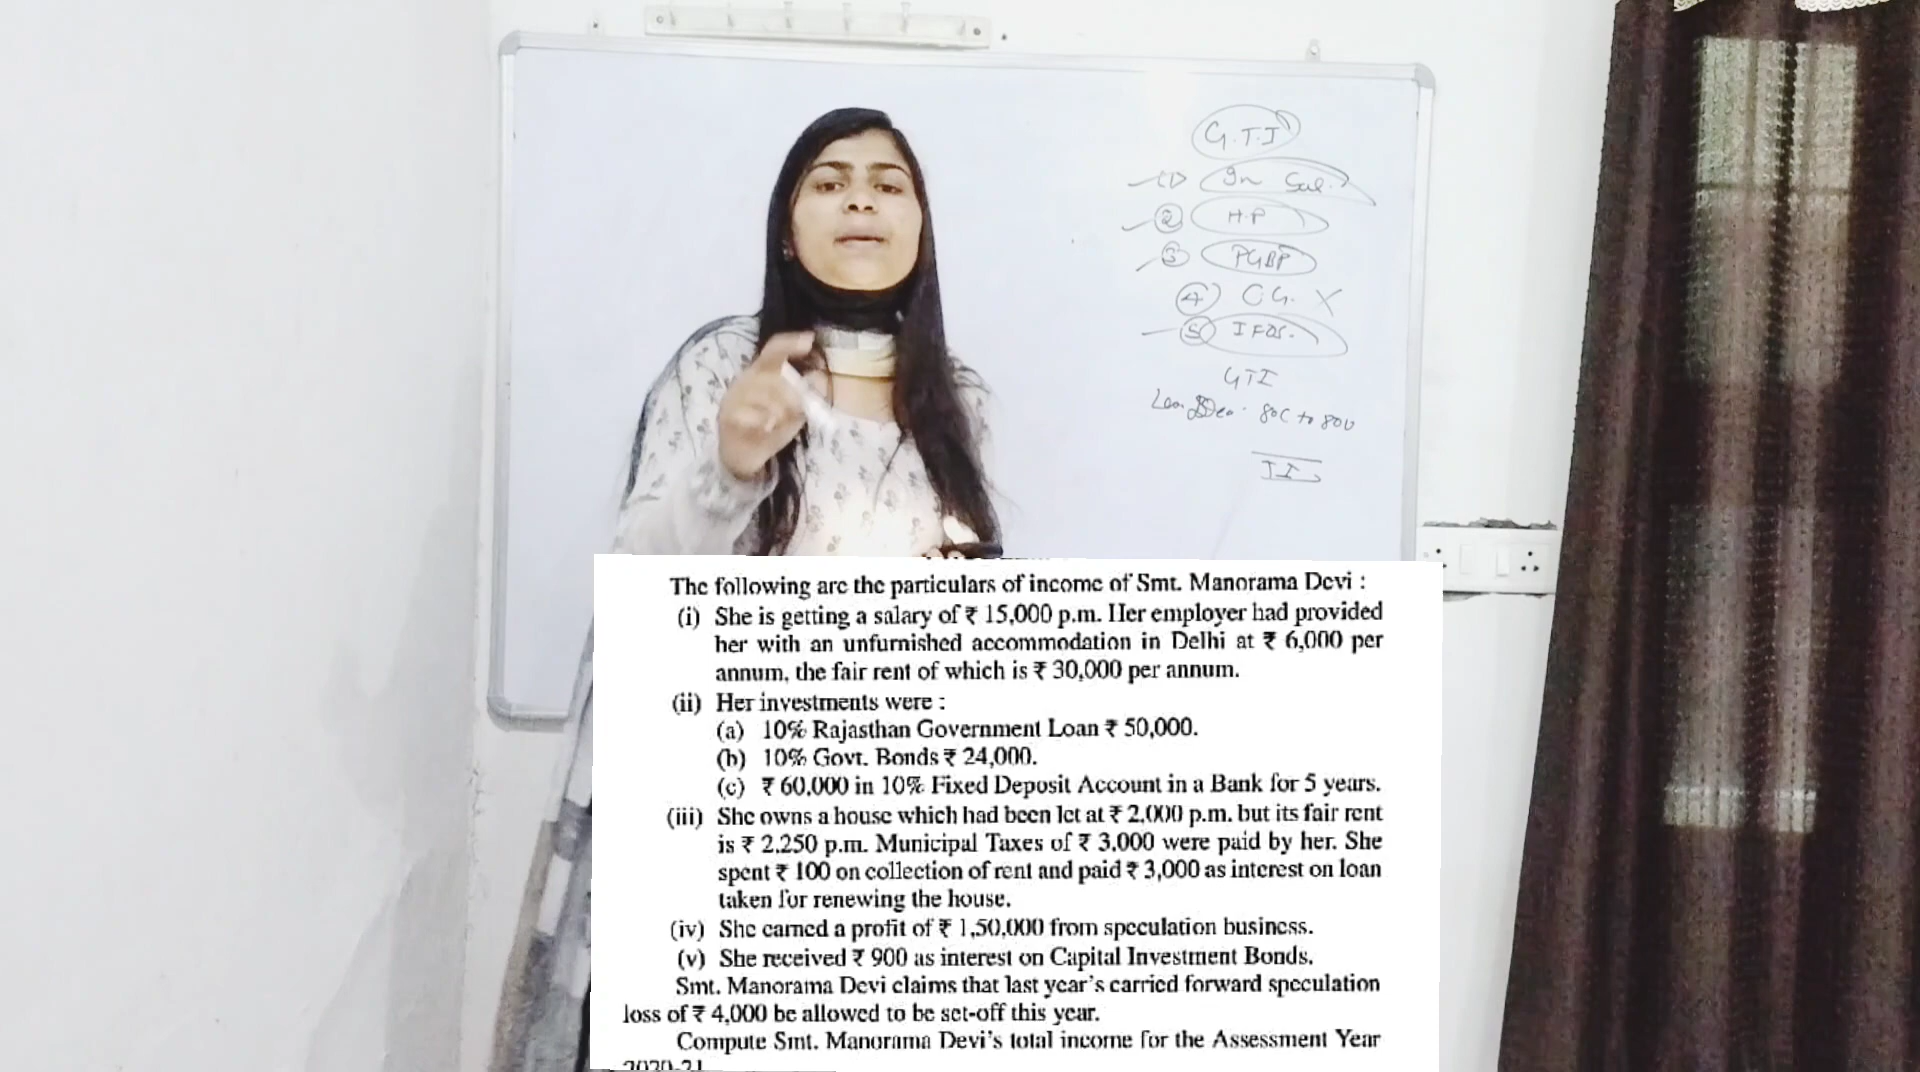 G.T.I
(1) In Sal.
(2) H.P
(3) PGBP
(4) C.G. X
(5) IFOS.
GTI
80C to 80U
T.I.
The following are the particulars of income of Smt. Manorama Devi :
(i) She is getting a salary of ₹ 15,000 p.m. Her employer had provided
her with an unfurnished accommodation in Delhi at ₹ 6,000 per
annum, the fair rent of which is ₹ 30,000 per annum.
(ii) Her investments were :
(a) 10% Rajasthan Government Loan ₹ 50,000.
(b) 10% Govt. Bonds ₹ 24,000.
(c) ₹ 60,000 in 10% Fixed Deposit Account in a Bank for 5 years.
(iii) She owns a house which had been let at ₹ 2,000 p.m. but its fair rent
is ₹ 2,250 p.m. Municipal Taxes of ₹ 3,000 were paid by her. She
spent ₹ 100 on collection of rent and paid ₹ 3,000 as interest on loan
taken for renewing the house.
(iv) She earned a profit of ₹ 1,50,000 from speculation business.
(v) She received ₹ 900 as interest on Capital Investment Bonds.
Smt. Manorama Devi claims that last year's carried forward speculation
loss of ₹ 4,000 be allowed to be set-off this year.
Compute Smt. Manorama Devi's total income for the Assessment Year
2020-21